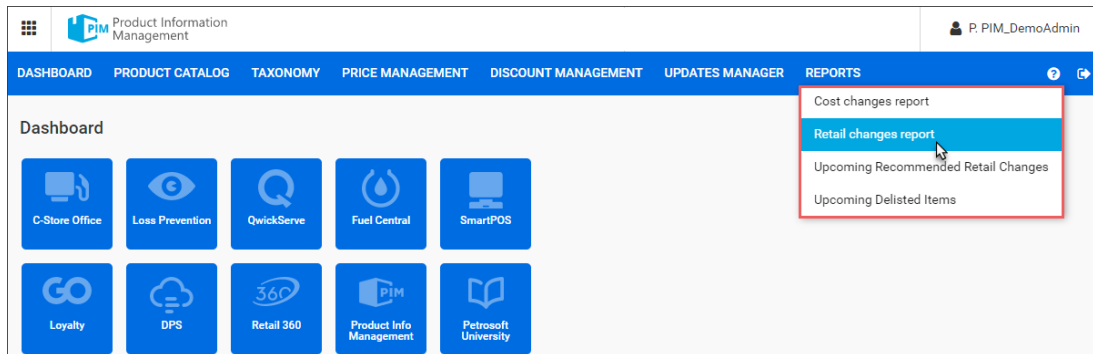 PIM Product Information
Management
P. PIM_DemoAdmin
DASHBOARD PRODUCT CATALOG TAXONOMY PRICE MANAGEMENT DISCOUNT MANAGEMENT UPDATES MANAGER REPORTS ?
Cost changes report
Retail changes report
Upcoming Recommended Retail Changes
Upcoming Delisted Items
Dashboard
C-Store Office
Loss Prevention
QwickServe
Fuel Central
SmartPOS
GO
Loyalty
DPS
360
Retail 360
PIM
Product Info
Management
Petrosoft
University